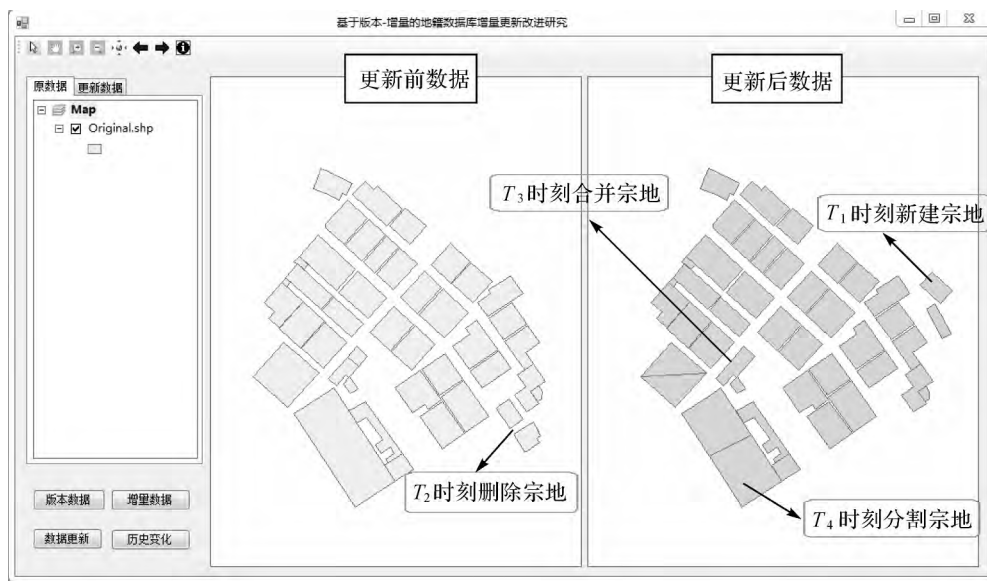 基于版本-增量的地籍数据库增量更新改进研究
原数据 更新数据
Map
Original.shp
更新前数据
更新后数据
T3时刻合并宗地
T1时刻新建宗地
T2时刻删除宗地
T4时刻分割宗地
版本数据 增量数据
数据更新 历史变化